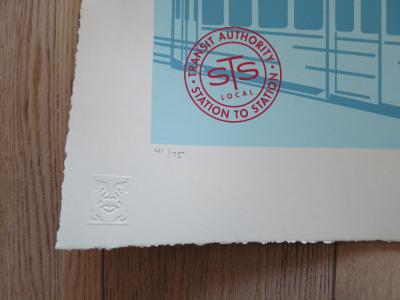 TRANSIT AUTHORITY
STS
LOCAL
STATION TO STATION
41/75